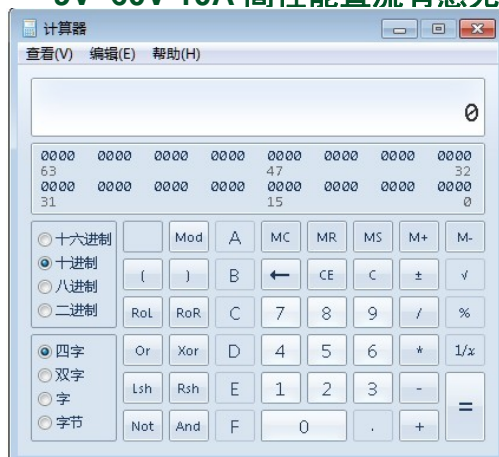 计算器
查看(V) 编辑(E) 帮助(H)
0
0000 0000 0000 0000 0000 0000 0000 0000
63 47 32
0000 0000 0000 0000 0000 0000 0000 0000
31 15 0
十六进制 Mod A MC MR MS M+ M-
十进制 ( ) B ← CE C ± √
八进制
二进制 RoL RoR C 7 8 9 / %
四字 Or Xor D 4 5 6 * 1/x
双字
字 Lsh Rsh E 1 2 3 - =
字节 Not And F 0 . +